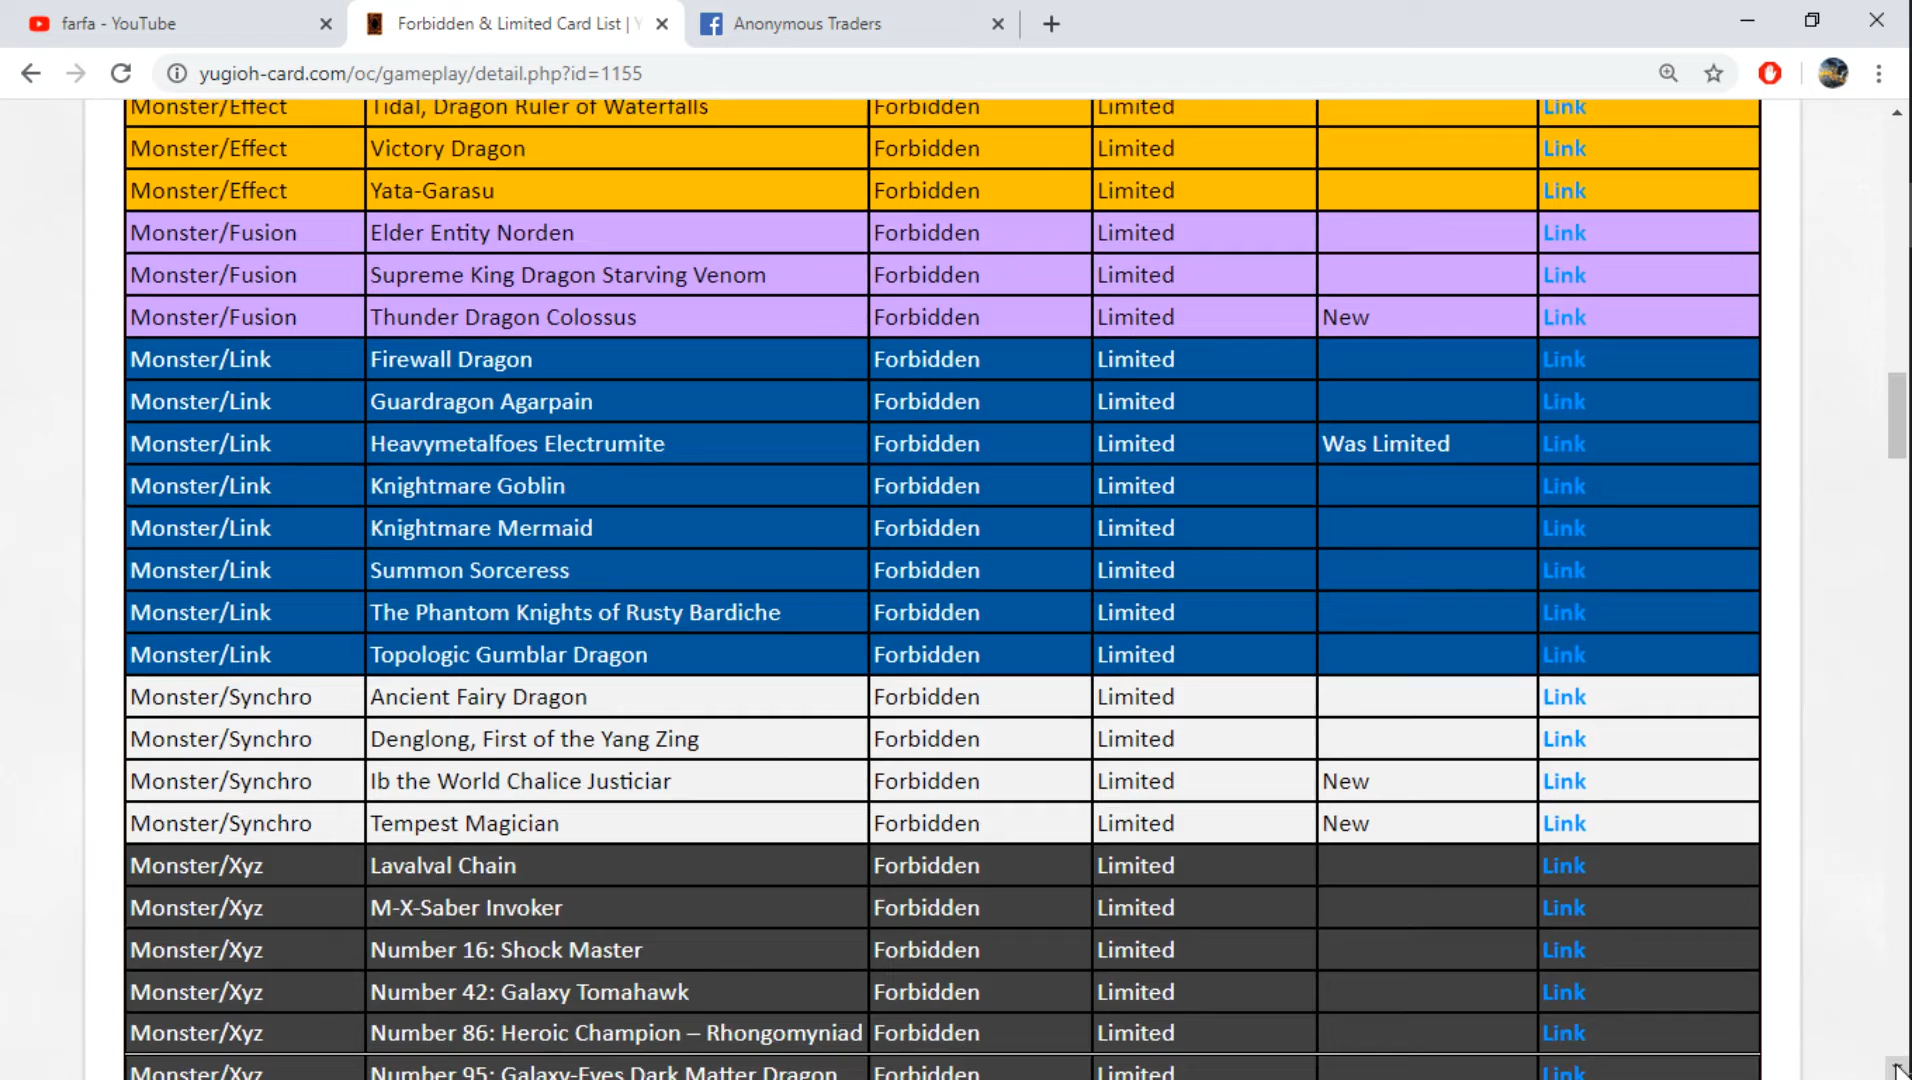 farfa - YouTube
Forbidden & Limited Card List | Y
Anonymous Traders
yugioh-card.com/oc/gameplay/detail.php?id=1155
Monster/Effect Tidal, Dragon Ruler of Waterfalls Forbidden Limited Link
Monster/Effect Victory Dragon Forbidden Limited Link
Monster/Effect Yata-Garasu Forbidden Limited Link
Monster/Fusion Elder Entity Norden Forbidden Limited Link
Monster/Fusion Supreme King Dragon Starving Venom Forbidden Limited Link
Monster/Fusion Thunder Dragon Colossus Forbidden Limited New Link
Monster/Link Firewall Dragon Forbidden Limited Link
Monster/Link Guardragon Agarpain Forbidden Limited Link
Monster/Link Heavymetalfoes Electrumite Forbidden Limited Was Limited Link
Monster/Link Knightmare Goblin Forbidden Limited Link
Monster/Link Knightmare Mermaid Forbidden Limited Link
Monster/Link Summon Sorceress Forbidden Limited Link
Monster/Link The Phantom Knights of Rusty Bardiche Forbidden Limited Link
Monster/Link Topologic Gumblar Dragon Forbidden Limited Link
Monster/Synchro Ancient Fairy Dragon Forbidden Limited Link
Monster/Synchro Denglong, First of the Yang Zing Forbidden Limited Link
Monster/Synchro Ib the World Chalice Justiciar Forbidden Limited New Link
Monster/Synchro Tempest Magician Forbidden Limited New Link
Monster/Xyz Lavalval Chain Forbidden Limited Link
Monster/Xyz M-X-Saber Invoker Forbidden Limited Link
Monster/Xyz Number 16: Shock Master Forbidden Limited Link
Monster/Xyz Number 42: Galaxy Tomahawk Forbidden Limited Link
Monster/Xyz Number 86: Heroic Champion – Rhongomyniad Forbidden Limited Link
Monster/Xyz Number 95: Galaxy-Eyes Dark Matter Dragon Forbidden Limited Link